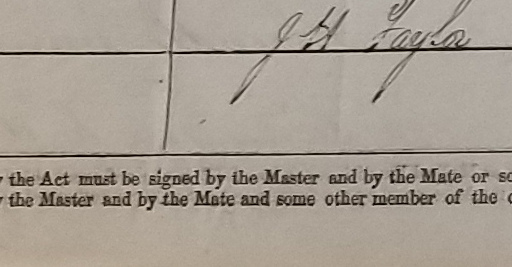 J H Taylor
the Act must be signed by the Master and by the Mate or
the Master and by the Mate and some other member of the